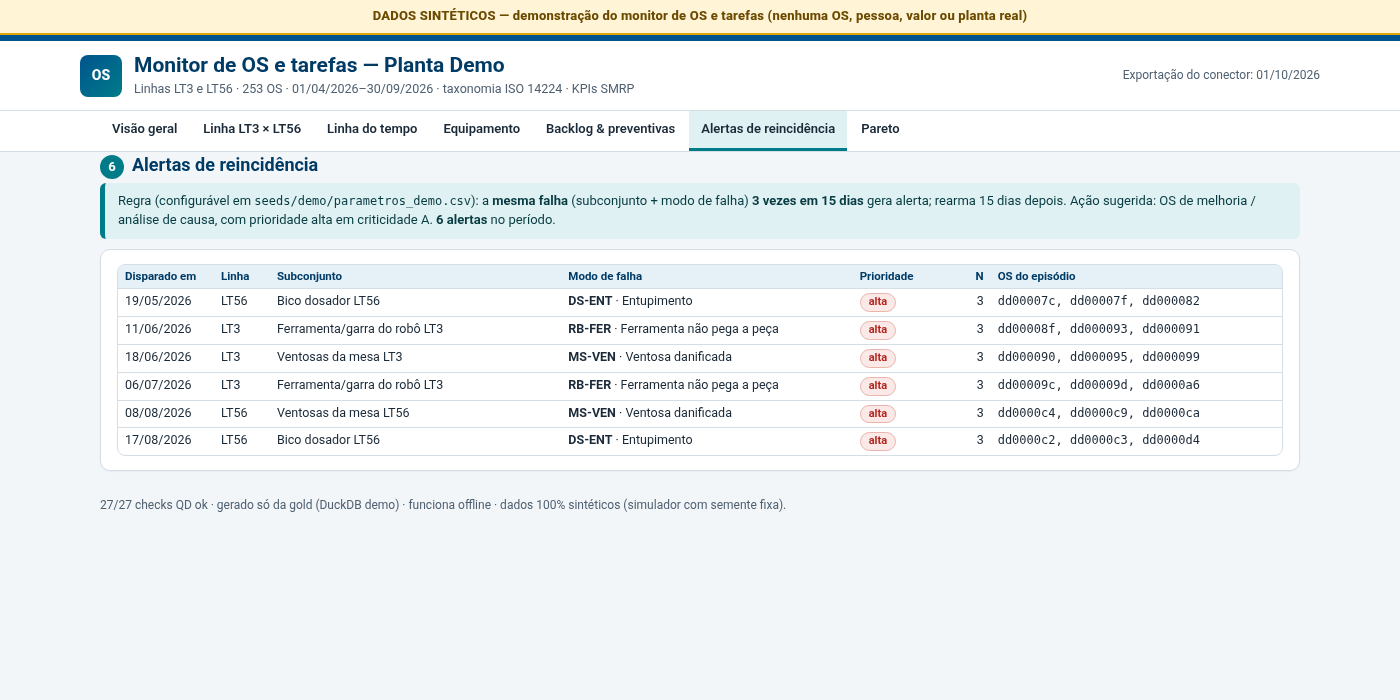 DADOS SINTÉTICOS — demonstração do monitor de OS e tarefas (nenhuma OS, pessoa, valor ou planta real)
OS
Monitor de OS e tarefas — Planta Demo
Linhas LT3 e LT56 · 253 OS · 01/04/2026–30/09/2026 · taxonomia ISO 14224 · KPIs SMRP
Exportação do conector: 01/10/2026
Visão geral Linha LT3 × LT56 Linha do tempo Equipamento Backlog & preventivas Alertas de reincidência Pareto
6 Alertas de reincidência
Regra (configurável em seeds/demo/parametros_demo.csv): a mesma falha (subconjunto + modo de falha) 3 vezes em 15 dias gera alerta; rearma 15 dias depois. Ação sugerida: OS de melhoria /
análise de causa, com prioridade alta em criticidade A. 6 alertas no período.
Disparado em Linha Subconjunto Modo de falha Prioridade N OS do episódio
19/05/2026 LT56 Bico dosador LT56 DS-ENT · Entupimento alta 3 dd00007c, dd00007f, dd000082
11/06/2026 LT3 Ferramenta/garra do robô LT3 RB-FER · Ferramenta não pega a peça alta 3 dd00008f, dd000093, dd000091
18/06/2026 LT3 Ventosas da mesa LT3 MS-VEN · Ventosa danificada alta 3 dd000090, dd000095, dd000099
06/07/2026 LT3 Ferramenta/garra do robô LT3 RB-FER · Ferramenta não pega a peça alta 3 dd00009c, dd00009d, dd0000a6
08/08/2026 LT56 Ventosas da mesa LT56 MS-VEN · Ventosa danificada alta 3 dd0000c4, dd0000c9, dd0000ca
17/08/2026 LT56 Bico dosador LT56 DS-ENT · Entupimento alta 3 dd0000c2, dd0000c3, dd0000d4
27/27 checks QD ok · gerado só da gold (DuckDB demo) · funciona offline · dados 100% sintéticos (simulador com semente fixa).